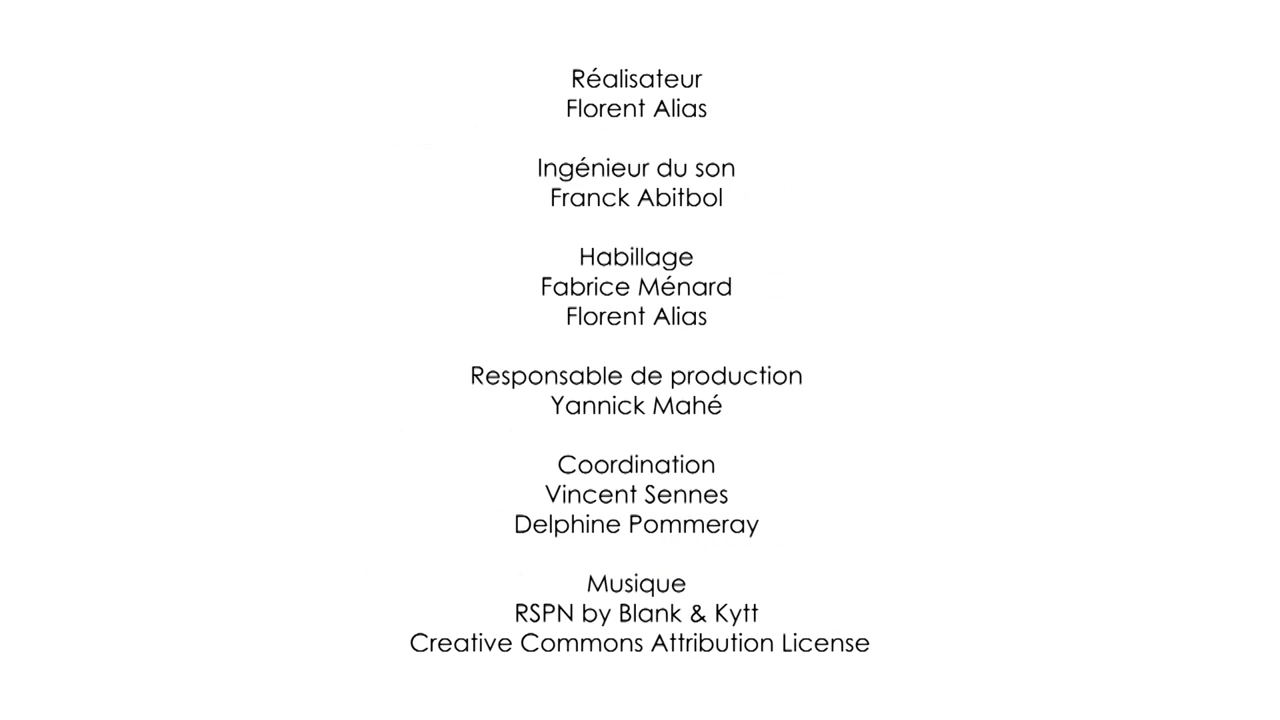 Réalisateur
Florent Alias
Ingénieur du son
Franck Abitbol
Habillage
Fabrice Ménard
Florent Alias
Responsable de production
Yannick Mahé
Coordination
Vincent Sennes
Delphine Pommeray
Musique
RSPN by Blank & Kytt
Creative Commons Attribution License